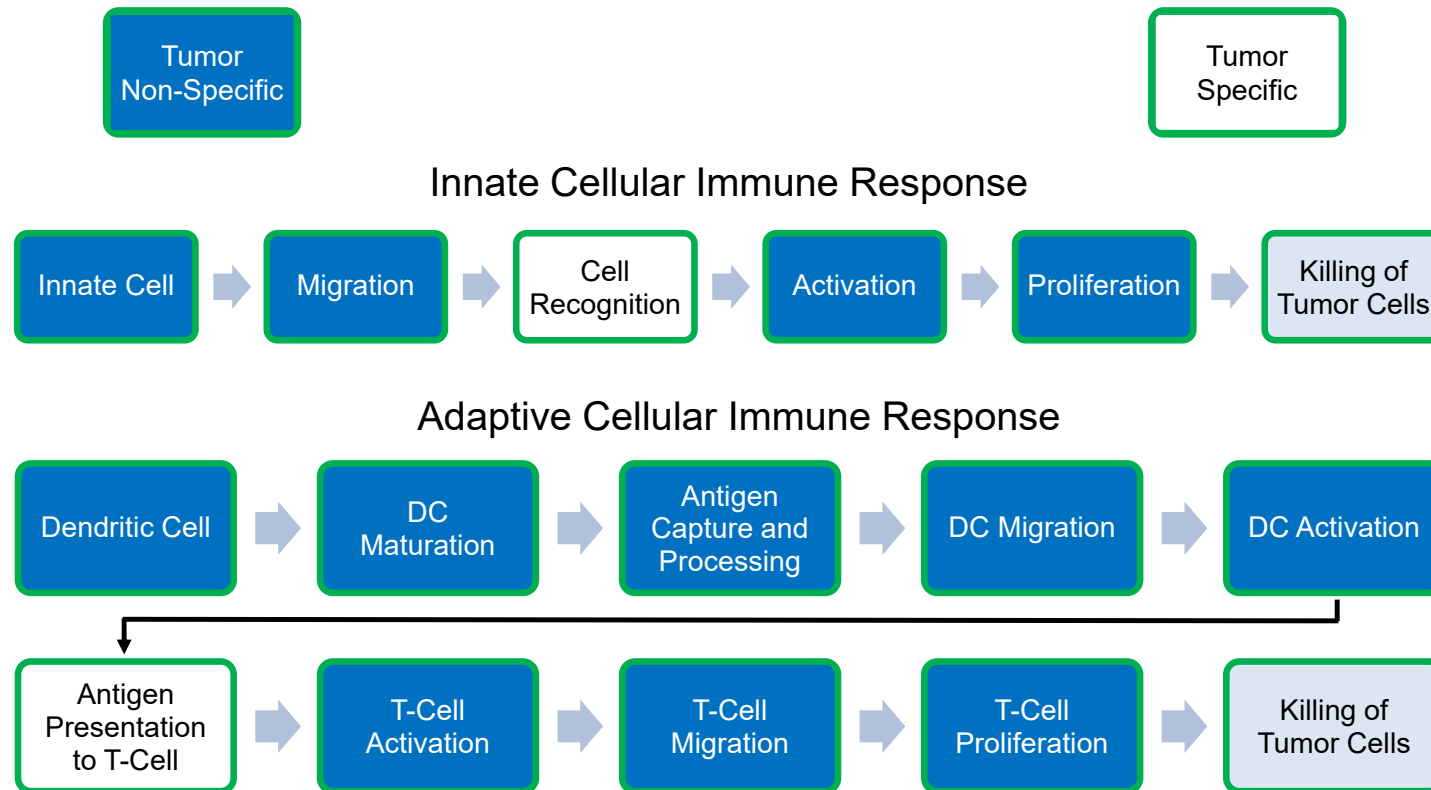 Tumor
Non-Specific
Tumor
Specific
Innate Cellular Immune Response
Innate Cell
Migration
Cell
Recognition
Activation
Proliferation
Killing of
Tumor Cells
Adaptive Cellular Immune Response
Dendritic Cell
DC
Maturation
Antigen
Capture and
Processing
DC Migration
DC Activation
Antigen
Presentation
to T-Cell
T-Cell
Activation
T-Cell
Migration
T-Cell
Proliferation
Killing of
Tumor Cells